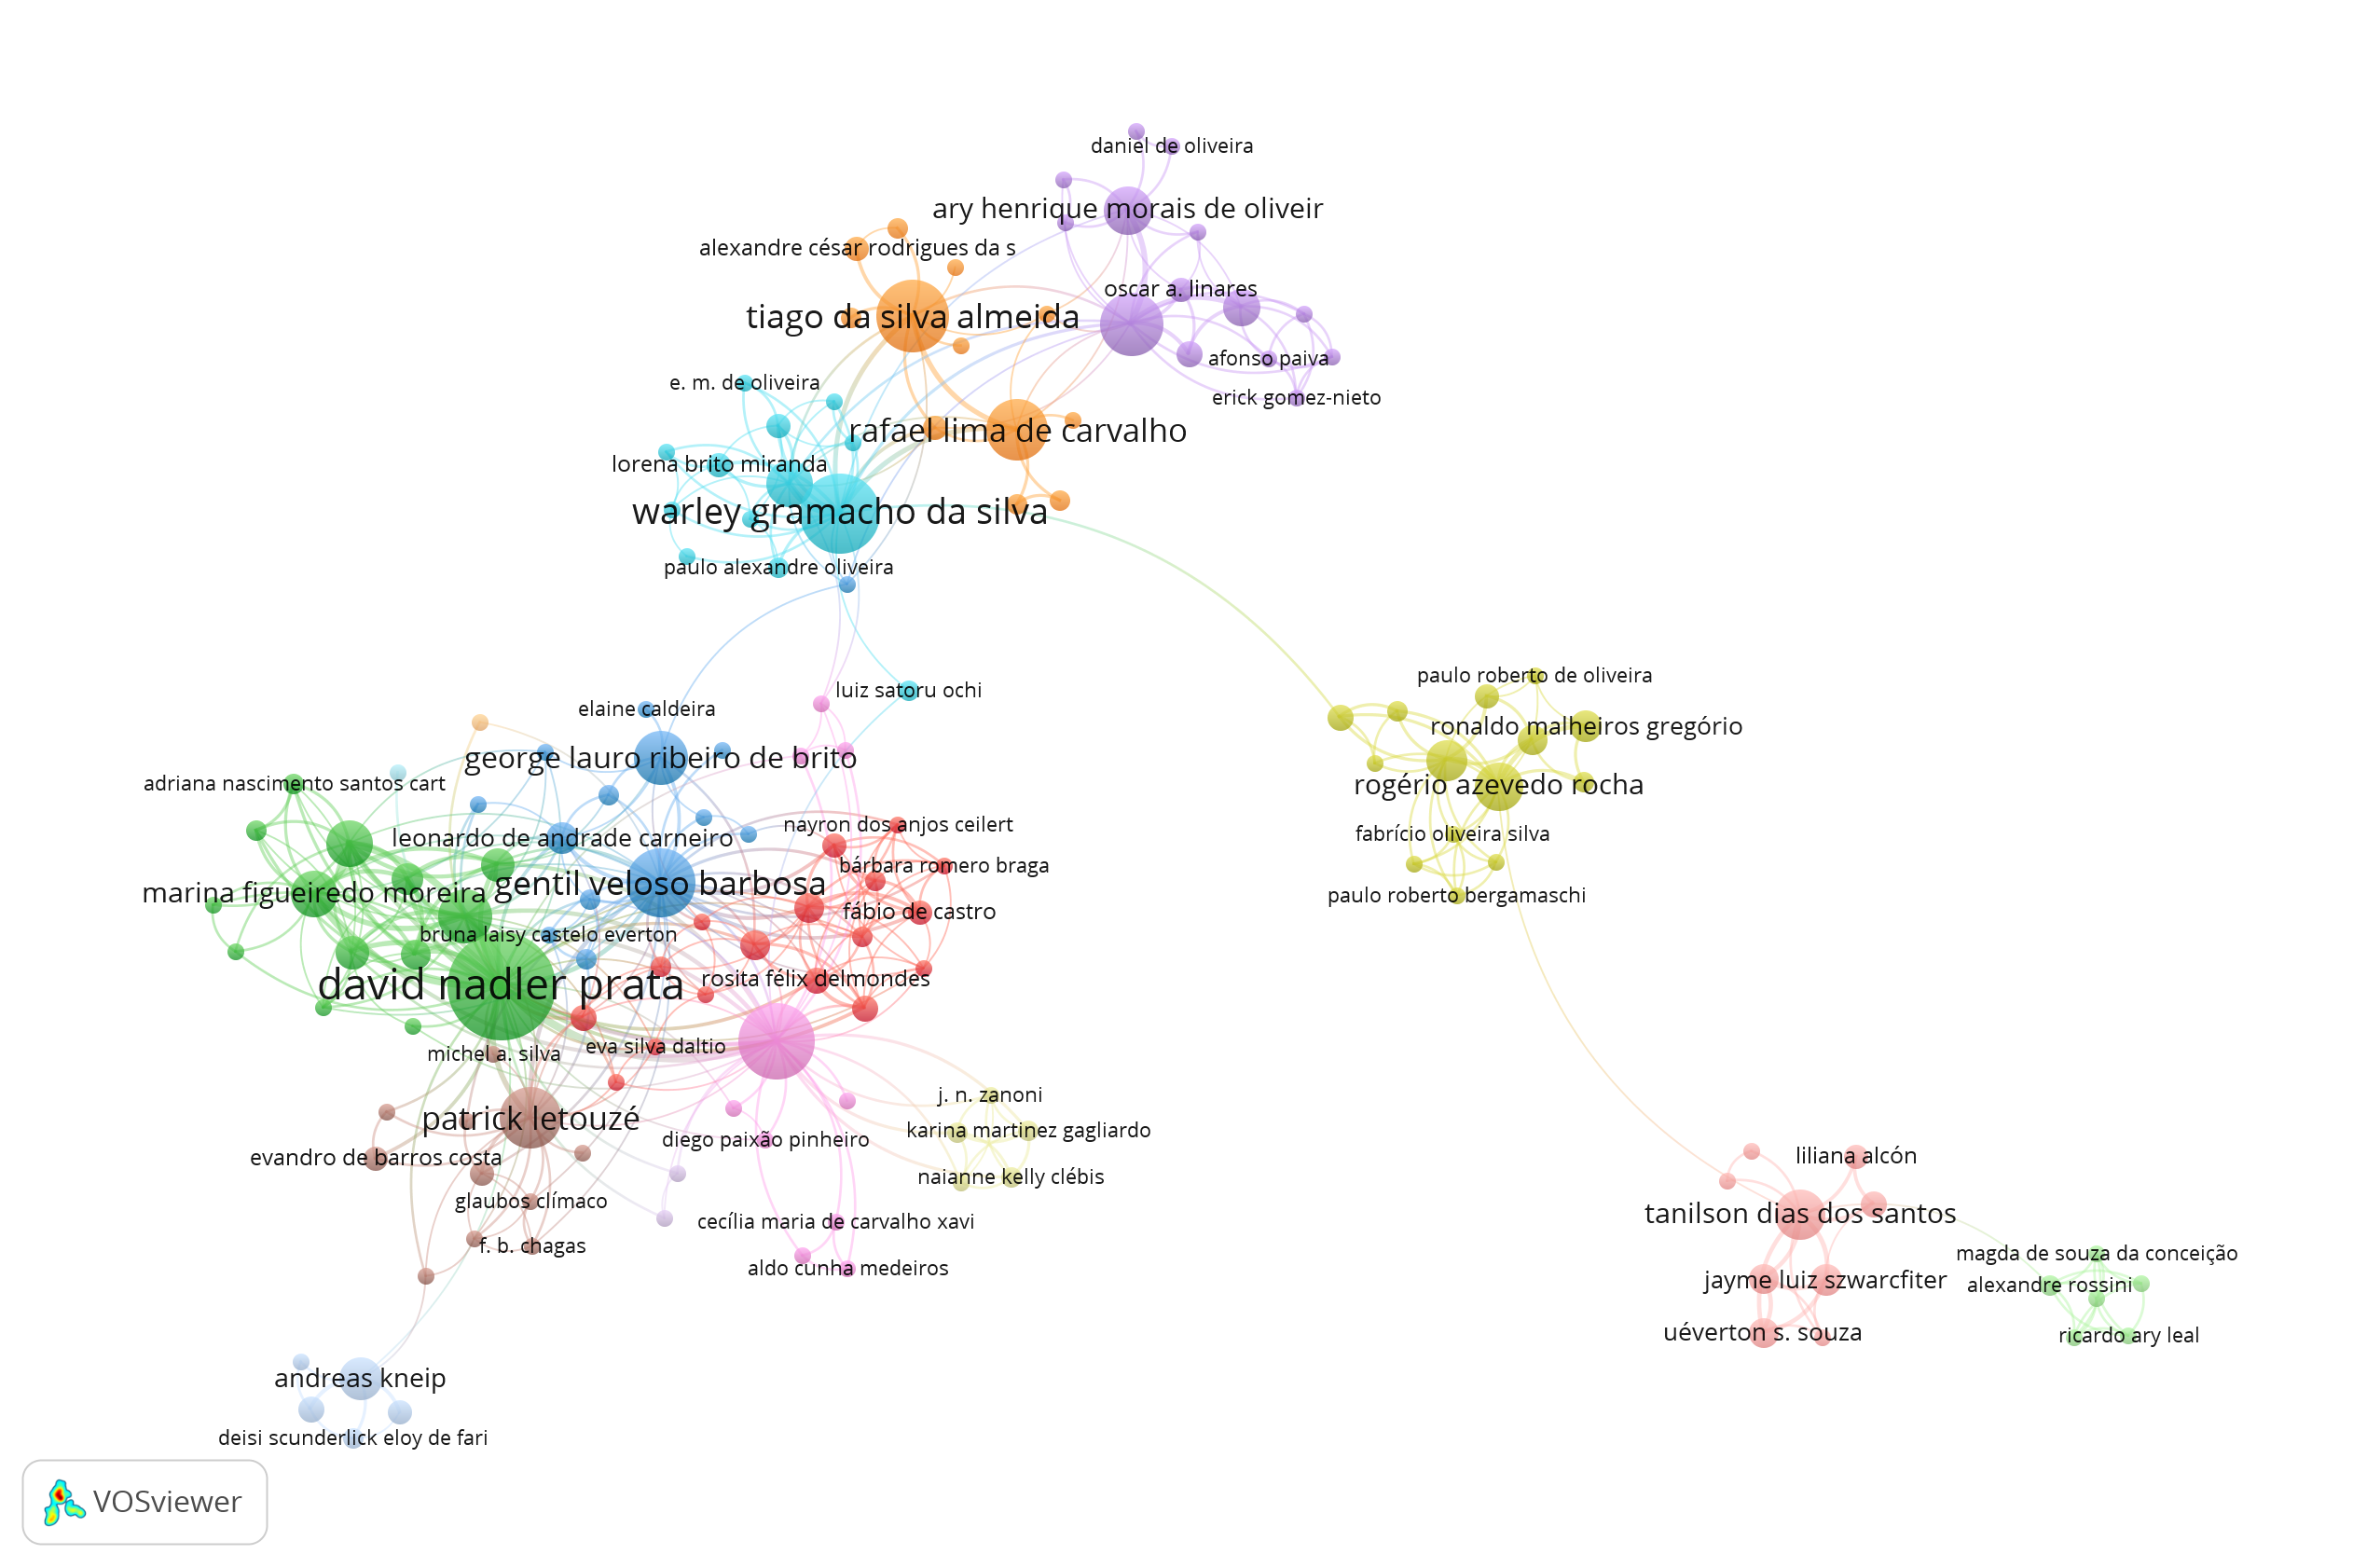 daniel de oliveira
ary henrique morais de oliveir
alexandre césar rodrigues da s
oscar a. linares
tiago da silva almeida
afonso paiva
e. m. de oliveira
erick gomez-nieto
rafael lima de carvalho
lorena brito miranda
warley gramacho da silva
paulo alexandre oliveira
paulo roberto de oliveira
luiz satoru ochi
elaine caldeira
ronaldo malheiros gregório
george lauro ribeiro de brito
adriana nascimento santos cart
rogério azevedo rocha
nayron dos anjos ceilert
fabrício oliveira silva
leonardo de andrade carneiro
bárbara romero braga
gentil veloso barbosa
marina figueiredo moreira
paulo roberto bergamaschi
fábio de castro
bruna laisy castelo everton
rosita félix delmondes
david nadler prata
eva silva daltio
michel a. silva
j. n. zanoni
patrick letouzé
karina martinez gagliardo
diego paixão pinheiro
liliana alcón
evandro de barros costa
naianne kelly clébis
glaubos clímaco
tanilson dias dos santos
cecília maria de carvalho xavi
f. b. chagas
magda de souza da conceição
aldo cunha medeiros
jayme luiz szwarcfiter
alexandre rossini
uéverton s. souza
ricardo ary leal
andreas kneip
deisi scunderlick eloy de fari
VOSviewer